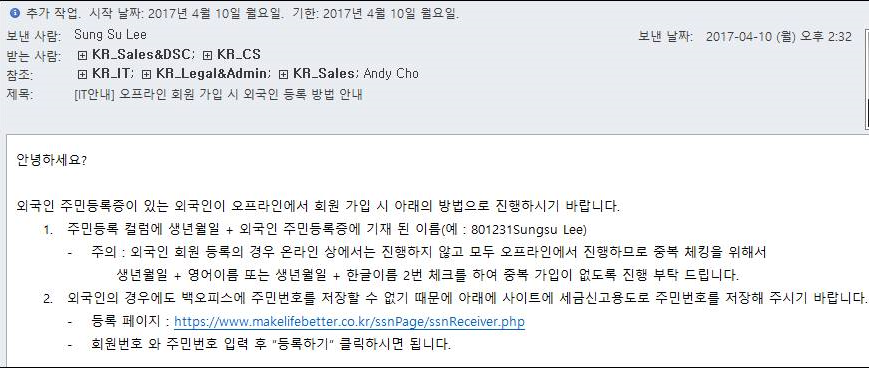 추가 작업. 시작 날짜: 2017년 4월 10일 월요일. 기한: 2017년 4월 10일 월요일.
보낸 사람: Sung Su Lee 보낸 날짜: 2017-04-10 (월) 오후 2:32
받는 사람: KR_Sales&DSC; KR_CS
참조: KR_IT; KR_Legal&Admin; KR_Sales; Andy Cho
제목: [IT안내] 오프라인 회원 가입 시 외국인 등록 방법 안내
안녕하세요?
외국인 주민등록증이 있는 외국인이 오프라인에서 회원 가입 시 아래의 방법으로 진행하시기 바랍니다.
1. 주민등록 컬럼에 생년월일 + 외국인 주민등록증에 기재 된 이름(예 : 801231Sungsu Lee)
- 주의 : 외국인 회원 등록의 경우 온라인 상에서는 진행하지 않고 모두 오프라인에서 진행하므로 중복 체킹을 위해서
생년월일 + 영어이름 또는 생년월일 + 한글이름 2번 체크를 하여 중복 가입이 없도록 진행 부탁 드립니다.
2. 외국인의 경우에도 백오피스에 주민번호를 저장할 수 없기 때문에 아래에 사이트에 세금신고용도로 주민번호를 저장해 주시기 바랍니다.
- 등록 페이지 : https://www.makelifebetter.co.kr/ssnPage/ssnReceiver.php
- 회원번호 와 주민번호 입력 후 "등록하기" 클릭하시면 됩니다.